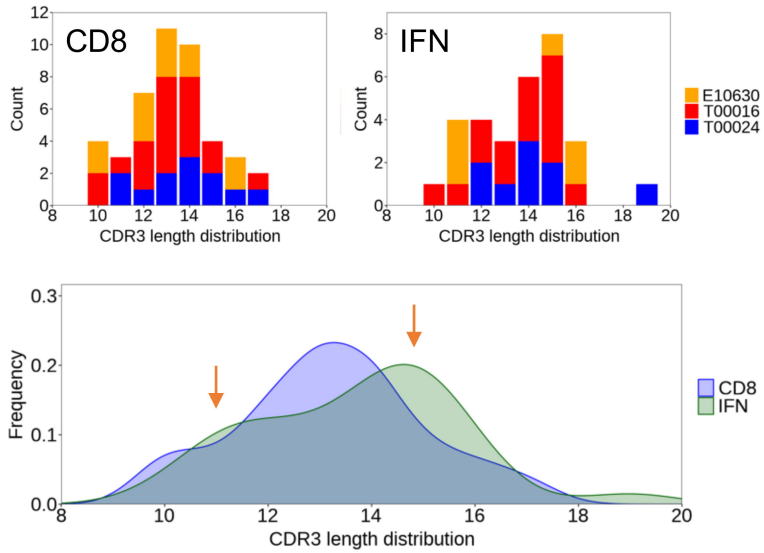 CD8
12
10
8
6
4
2
0
Count
8 10 12 14 16 18 20
CDR3 length distribution
IFN
8
6
4
2
0
Count
8 10 12 14 16 18 20
CDR3 length distribution
E10630
T00016
T00024
0.3
0.2
0.1
0.0
Frequency
8 10 12 14 16 18 20
CDR3 length distribution
CD8
IFN